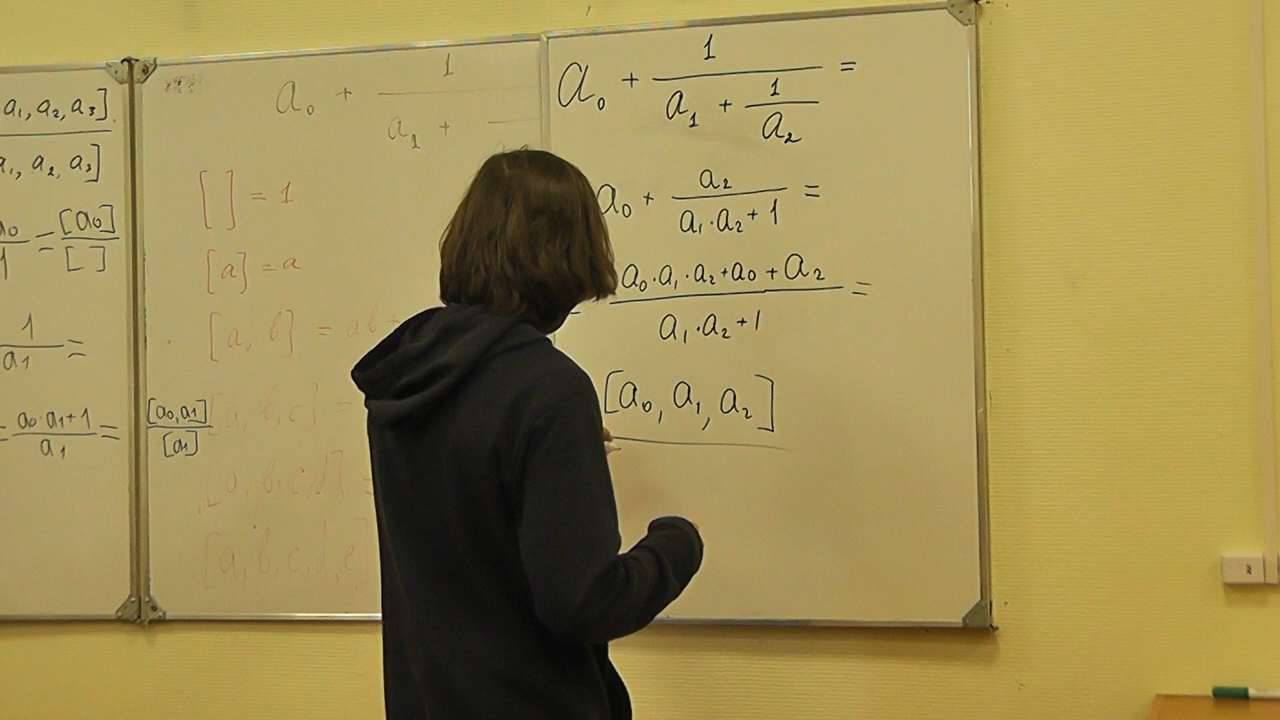 a₁, a₂, a₃]
a₁, a₂, a₃]
a₀/1 = [a₀]/[ ]
1/a₁ =
= a₀·a₁+1/a₁ = [a₀,a₁]/[a₁]
a₀ + 1/a₁ +
[ ] = 1
[a] = a
[a, b] = ab +
[a, b, c] =
[a, b, c, d] =
[a, b, c, d, e]
a₀ + 1/(a₁ + 1/a₂) =
a₀ + a₂/(a₁·a₂+1) =
= (a₀·a₁·a₂+a₀+a₂)/(a₁·a₂+1) =
[a₀, a₁, a₂]